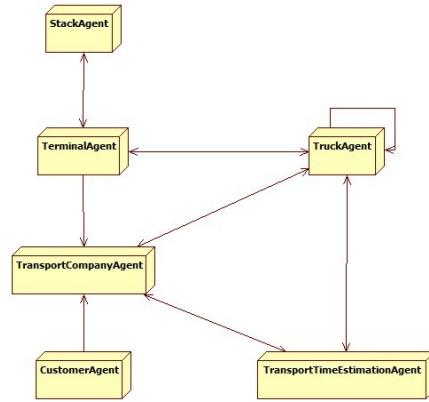 StackAgent
TerminalAgent
TruckAgent
TransportCompanyAgent
CustomerAgent
TransportTimeEstimationAgent